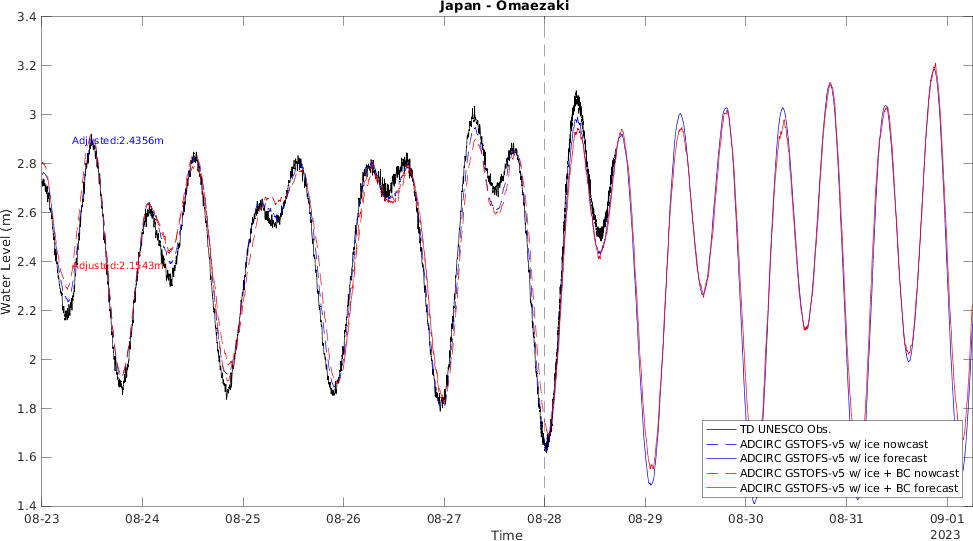 Japan - Omaezaki
3.4
3.2
3
2.8
2.6
2.4
2.2
2
1.8
1.6
1.4
Water Level (m)
Adjusted:2.4356m
Adjusted:2.1543m
TD UNESCO Obs.
ADCIRC GSTOFS-v5 w/ ice nowcast
ADCIRC GSTOFS-v5 w/ ice forecast
ADCIRC GSTOFS-v5 w/ ice + BC nowcast
ADCIRC GSTOFS-v5 w/ ice + BC forecast
08-23 08-24 08-25 08-26 08-27 08-28 08-29 08-30 08-31 09-01
2023
Time